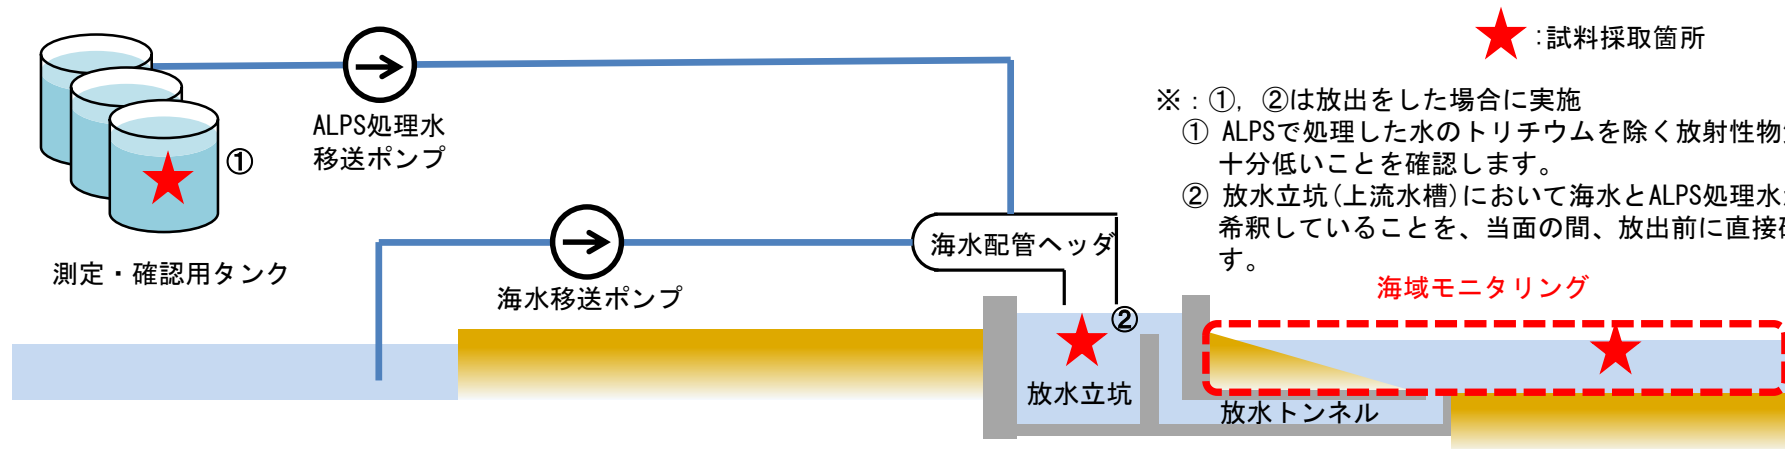 :試料採取箇所
※:①, ②は放出をした場合に実施
① ALPSで処理した水のトリチウムを除く放射性物
十分低いことを確認します。
② 放水立坑(上流水槽)において海水とALPS処理水
希釈していることを、当面の間、放出前に直接
す。
ALPS処理水
移送ポンプ
①
測定・確認用タンク
海水配管ヘッダ
海水移送ポンプ
②
海域モニタリング
放水立坑
放水トンネル